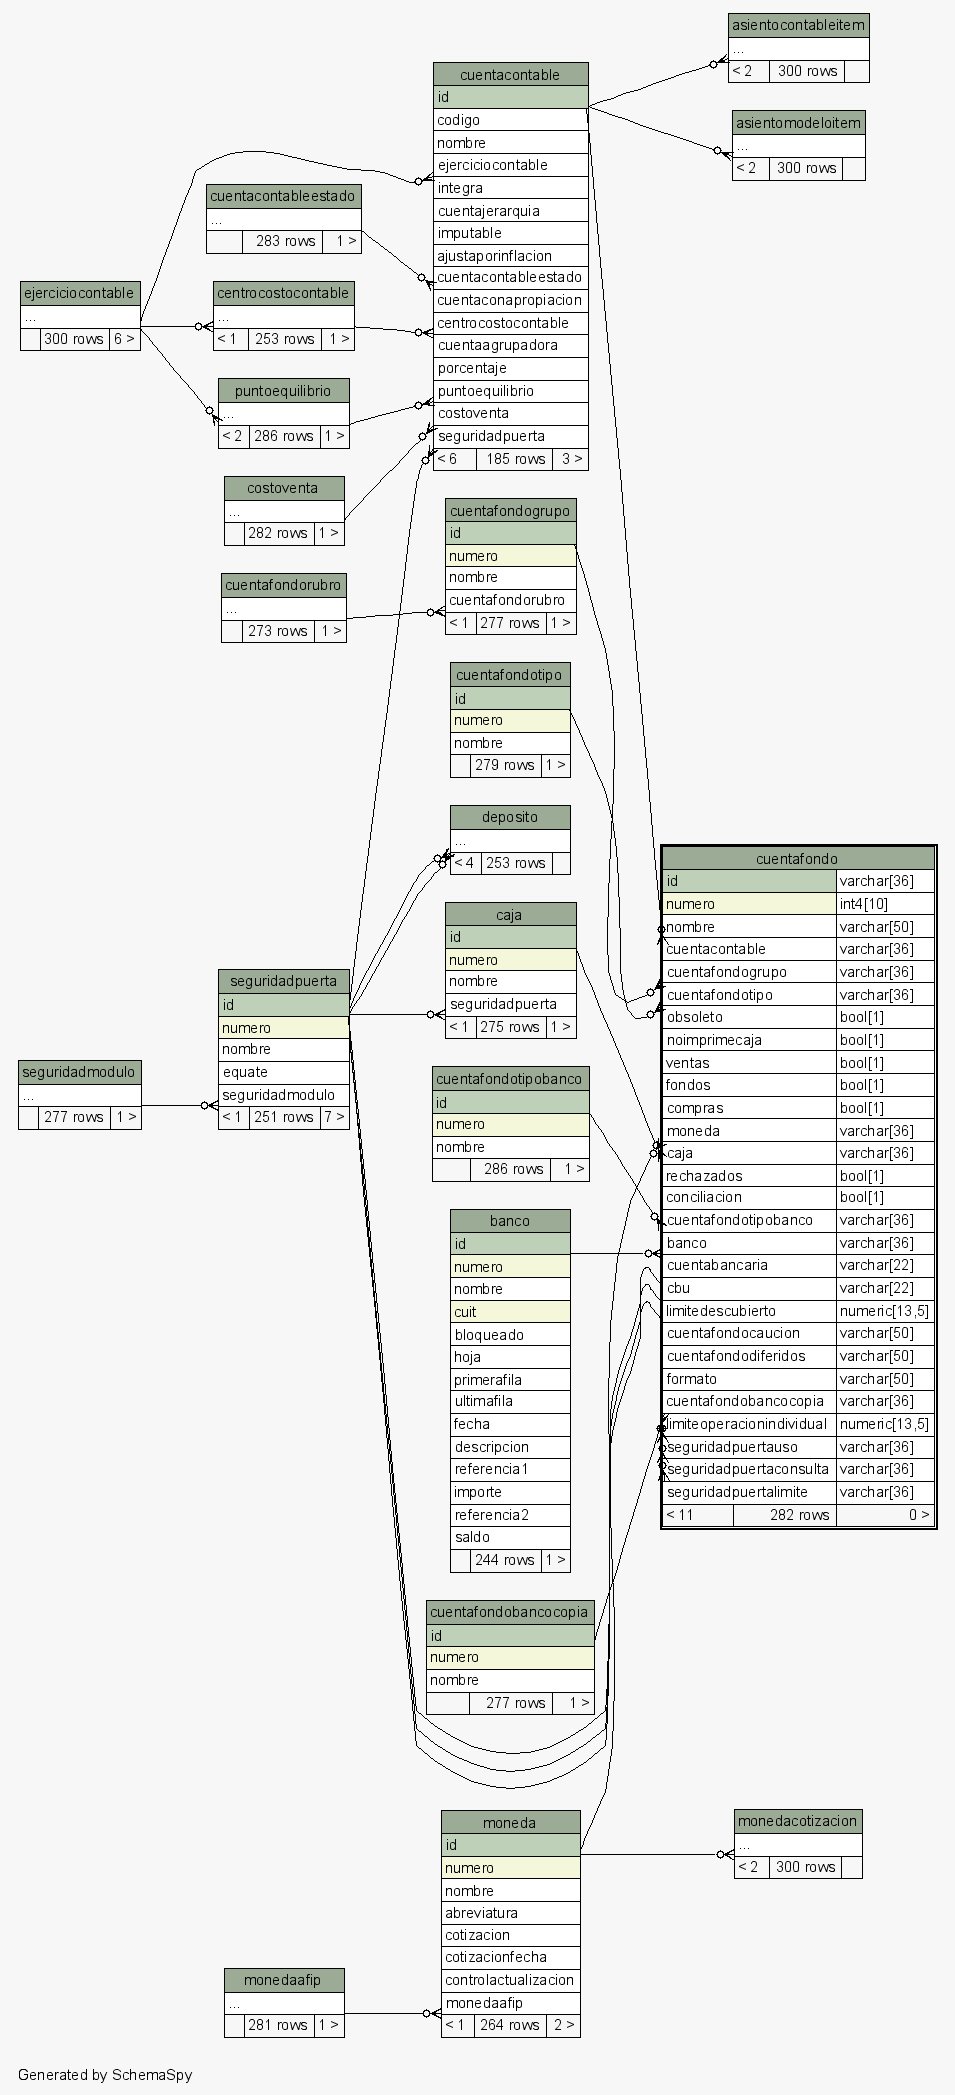 asientocontableitem
...
< 2 300 rows
asientomodeloitem
...
< 2 300 rows
cuentacontable
id
codigo
nombre
ejerciciocontable
integra
cuentajerarquia
imputable
ajustaporinflacion
cuentacontableestado
cuentaconapropiacion
centrocostocontable
cuentaagrupadora
porcentaje
puntoequilibrio
costoventa
seguridadpuerta
< 6 185 rows 3 >
cuentacontableestado
...
283 rows 1 >
ejerciciocontable
...
300 rows 6 >
centrocostocontable
...
< 1 253 rows 1 >
puntoequilibrio
...
< 2 286 rows 1 >
costoventa
...
282 rows 1 >
cuentafondorubro
...
273 rows 1 >
cuentafondogrupo
id
numero
nombre
cuentafondorubro
< 1 277 rows 1 >
cuentafondotipo
id
numero
nombre
279 rows 1 >
deposito
...
< 4 253 rows
caja
id
numero
nombre
seguridadpuerta
< 1 275 rows 1 >
seguridadpuerta
id
numero
nombre
equate
seguridadmodulo
< 1 251 rows 7 >
seguridadmodulo
...
277 rows 1 >
cuentafondotipobanco
id
numero
nombre
286 rows 1 >
banco
id
numero
nombre
cuit
bloqueado
hoja
primerafila
ultimafila
fecha
descripcion
referencia1
importe
referencia2
saldo
244 rows 1 >
cuentafondo
id varchar[36]
numero int4[10]
nombre varchar[50]
cuentacontable varchar[36]
cuentafondogrupo varchar[36]
cuentafondotipo varchar[36]
obsoleto bool[1]
noimprimecaja bool[1]
ventas bool[1]
fondos bool[1]
compras bool[1]
moneda varchar[36]
caja varchar[36]
rechazados bool[1]
conciliacion bool[1]
cuentafondotipobanco varchar[36]
banco varchar[36]
cuentabancaria varchar[22]
cbu varchar[22]
limitedescubierto numeric[13,5]
cuentafondocaucion varchar[50]
cuentafondodiferidos varchar[50]
formato varchar[50]
cuentafondobancocopia varchar[36]
limiteoperacionindividual numeric[13,5]
seguridadpuertauso varchar[36]
seguridadpuertaconsulta varchar[36]
seguridadpuertalimite varchar[36]
< 11 282 rows 0 >
cuentafondobancocopia
id
numero
nombre
277 rows 1 >
moneda
id
numero
nombre
abreviatura
cotizacion
cotizacionfecha
controlactualizacion
monedaafip
< 1 264 rows 2 >
monedacotizacion
...
< 2 300 rows
monedaafip
...
281 rows 1 >
Generated by SchemaSpy